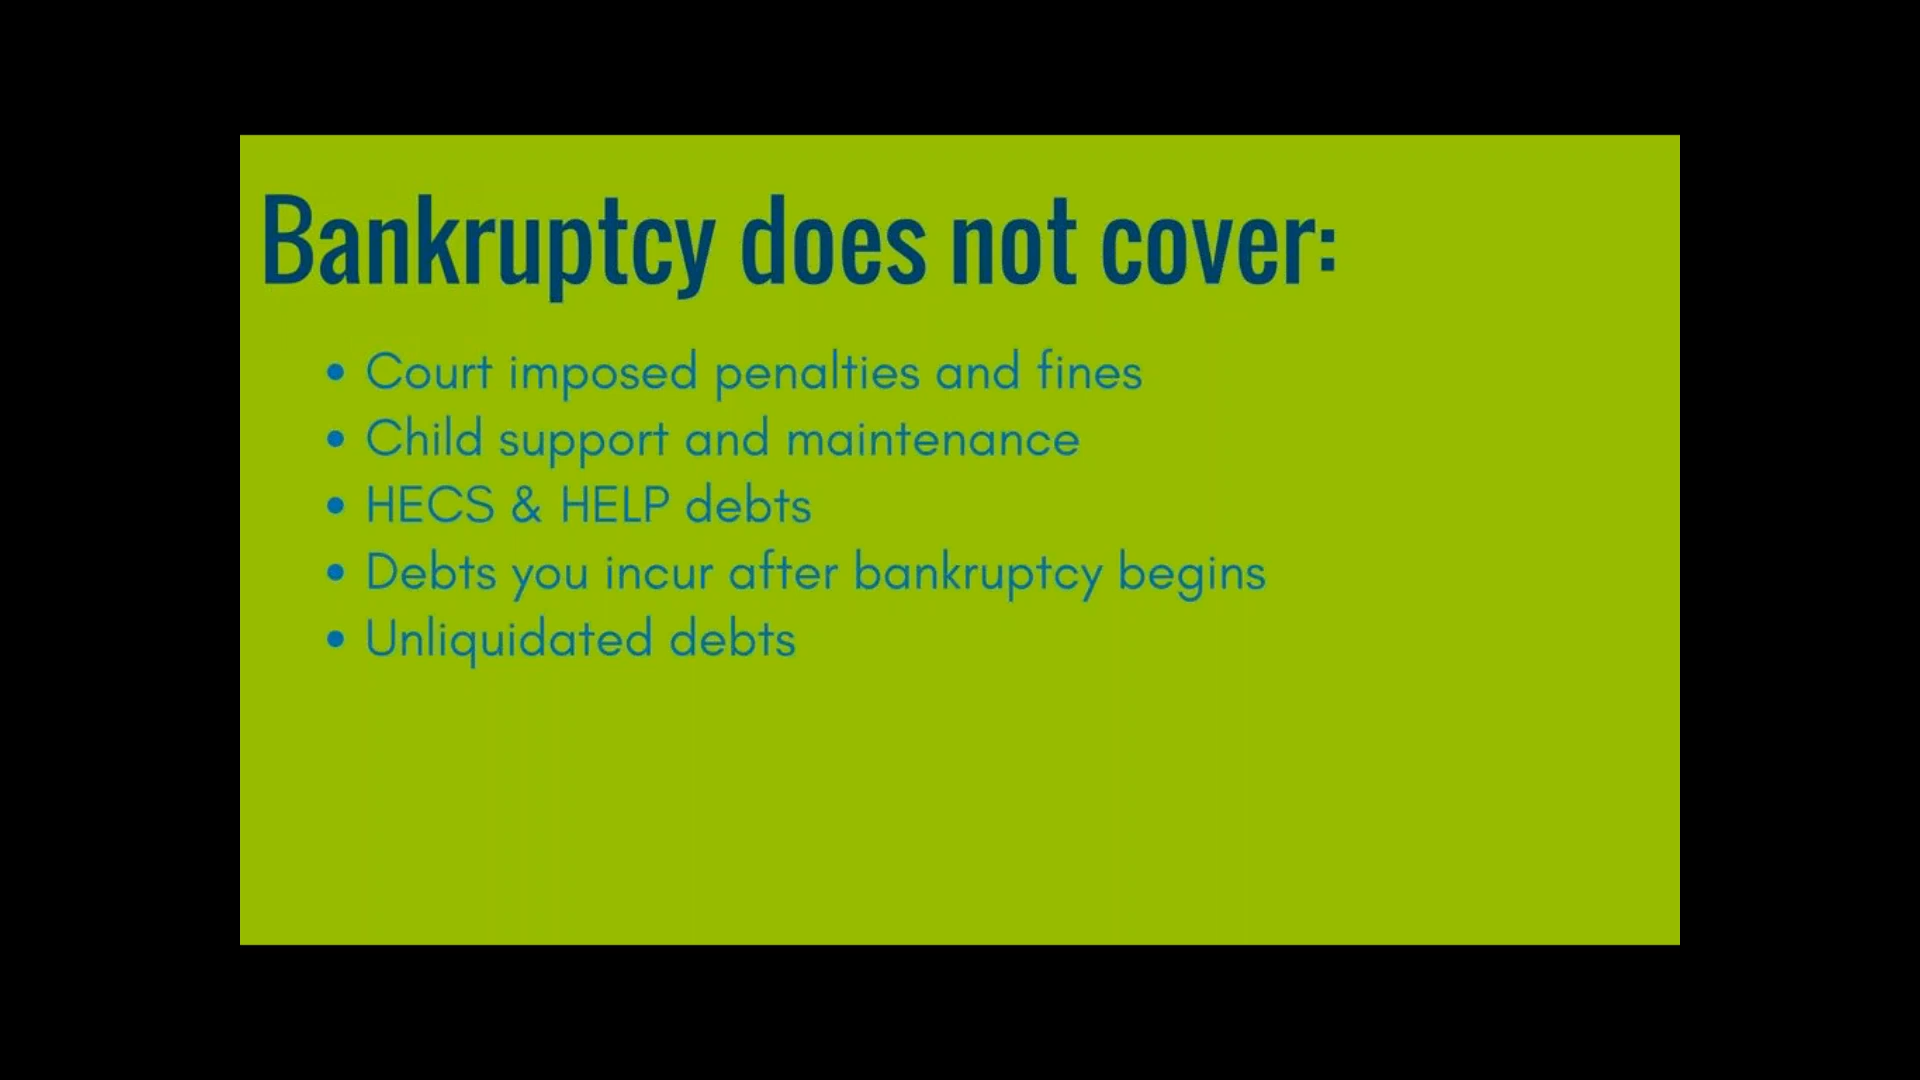 Bankruptcy does not cover:
• Court imposed penalties and fines
• Child support and maintenance
• HECS & HELP debts
• Debts you incur after bankruptcy begins
• Unliquidated debts